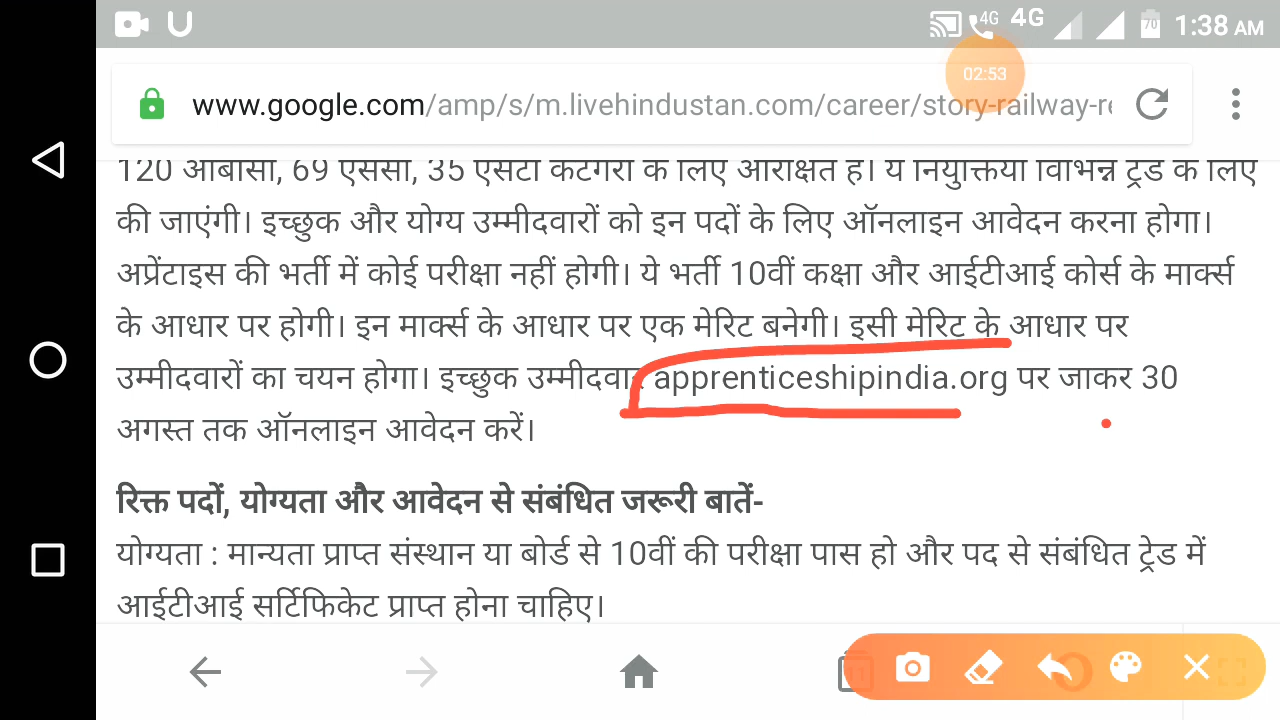 4G 4G 70 1:38 AM
02:53
www.google.com/amp/s/m.livehindustan.com/career/story-railway-re
120 ओबीसी, 69 एससी, 35 एसटी कैटेगरी के लिए आरक्षित हैं। ये नियुक्तियां विभिन्न ट्रेड के लिए
की जाएंगी। इच्छुक और योग्य उम्मीदवारों को इन पदों के लिए ऑनलाइन आवेदन करना होगा।
अप्रेंटाइस की भर्ती में कोई परीक्षा नहीं होगी। ये भर्ती 10वीं कक्षा और आईटीआई कोर्स के मार्क्स
के आधार पर होगी। इन मार्क्स के आधार पर एक मेरिट बनेगी। इसी मेरिट के आधार पर
उम्मीदवारों का चयन होगा। इच्छुक उम्मीदवार apprenticeshipindia.org पर जाकर 30
अगस्त तक ऑनलाइन आवेदन करें।
रिक्त पदों, योग्यता और आवेदन से संबंधित जरूरी बातें-
योग्यता : मान्यता प्राप्त संस्थान या बोर्ड से 10वीं की परीक्षा पास हो और पद से संबंधित ट्रेड में
आईटीआई सर्टिफिकेट प्राप्त होना चाहिए।